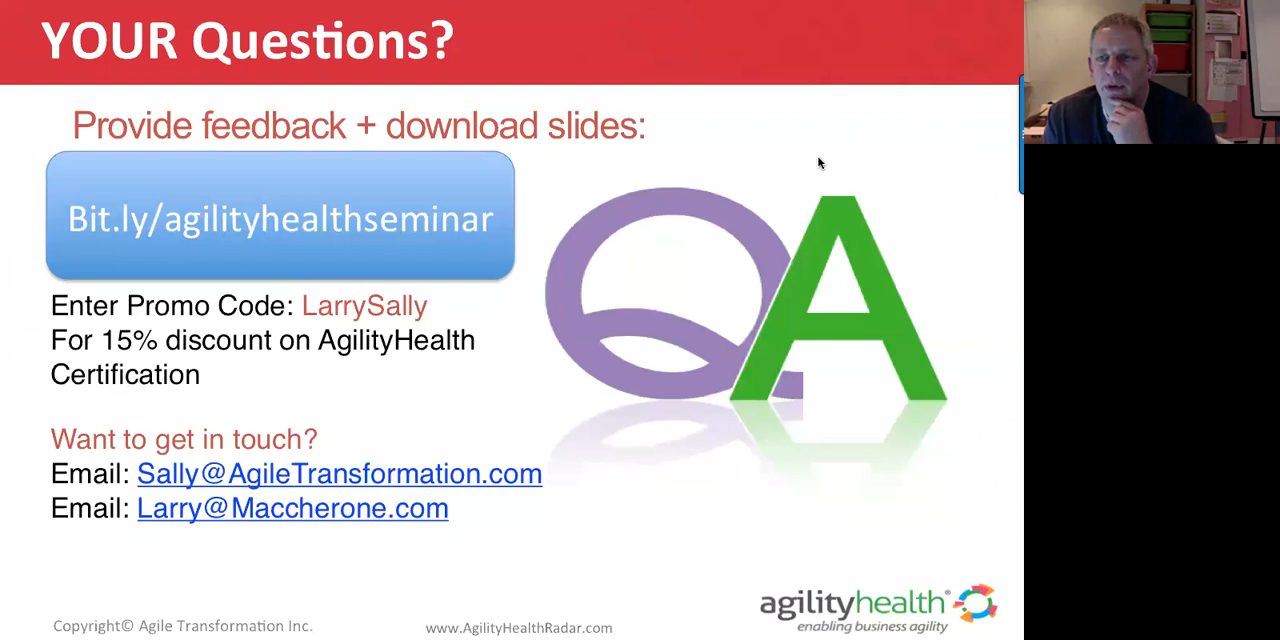 YOUR Questions?
Provide feedback + download slides:
Bit.ly/agilityhealthseminar
QA
Enter Promo Code: LarrySally
For 15% discount on AgilityHealth
Certification
Want to get in touch?
Email: Sally@AgileTransformation.com
Email: Larry@Maccherone.com
agilityhealth®
enabling business agility
Copyright© Agile Transformation Inc.
www.AgilityHealthRadar.com